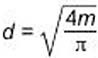 d = √(4m/π)